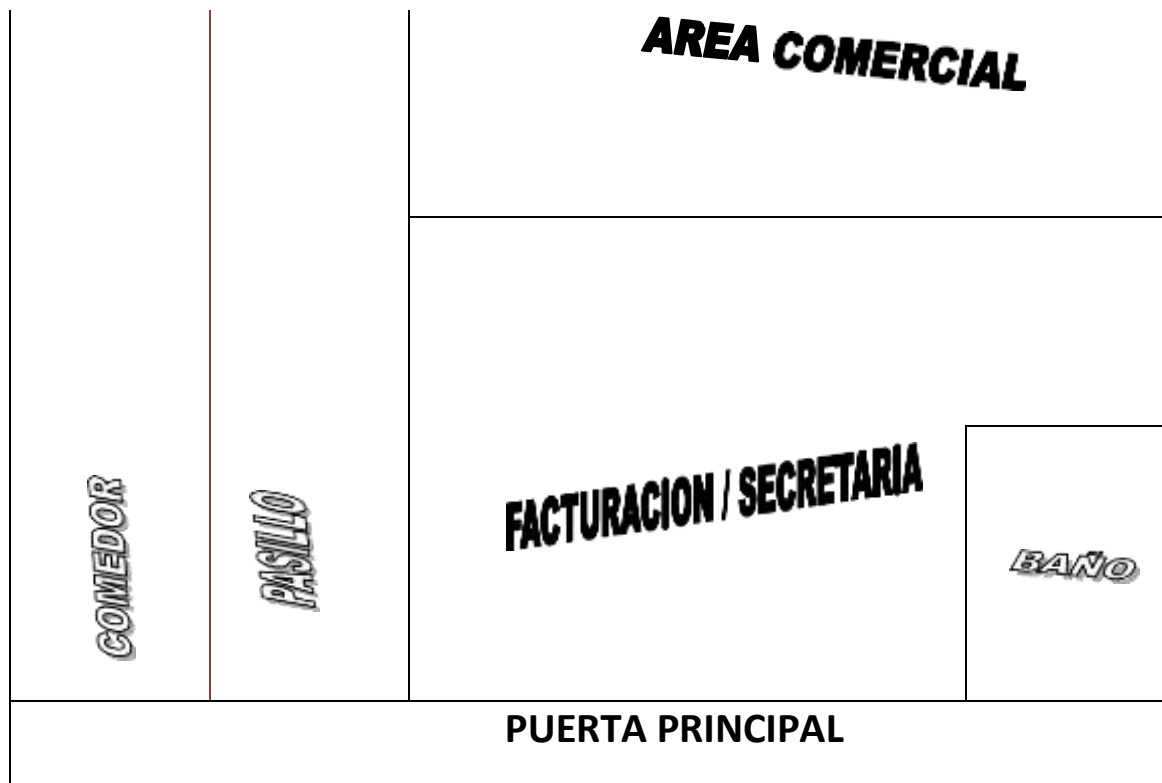 AREA COMERCIAL
COMEDOR
PASILLO
FACTURACION / SECRETARIA
BAÑO
PUERTA PRINCIPAL